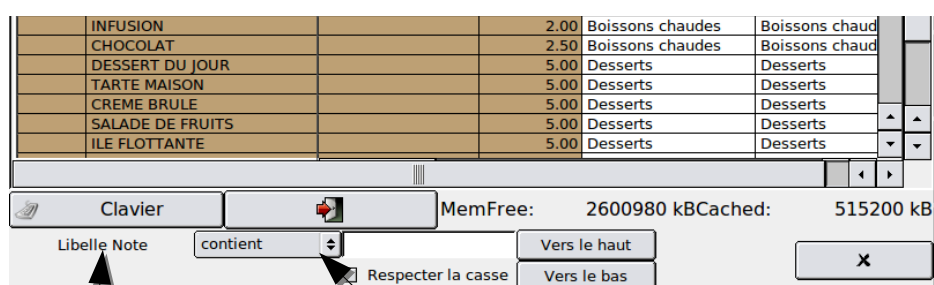 INFUSION 2.00 Boissons chaudes Boissons chaud
CHOCOLAT 2.50 Boissons chaudes Boissons chaud
DESSERT DU JOUR 5.00 Desserts Desserts
TARTE MAISON 5.00 Desserts Desserts
CREME BRULE 5.00 Desserts Desserts
SALADE DE FRUITS 5.00 Desserts Desserts
ILE FLOTTANTE 5.00 Desserts Desserts
Clavier MemFree: 2600980 kBCached: 515200 kB
Libelle Note contient Vers le haut
Respecter la casse Vers le bas